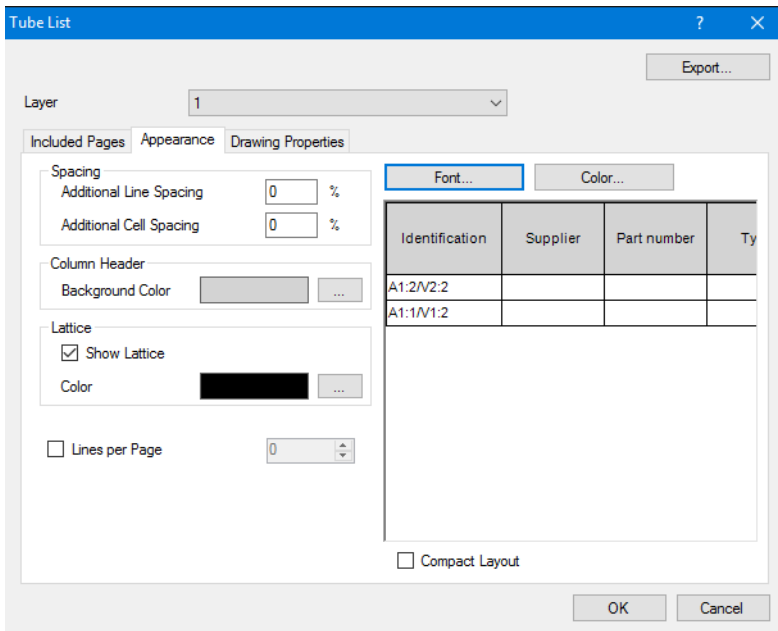 Tube List
?
Export...
Layer
1
Included Pages
Appearance
Drawing Properties
Spacing
Additional Line Spacing
0
%
Additional Cell Spacing
0
%
Column Header
Background Color
...
Lattice
Show Lattice
Color
...
Lines per Page
0
Font...
Color...
Identification
Supplier
Part number
Ty
A1:2/V2:2
A1:1/V1:2
Compact Layout
OK
Cancel